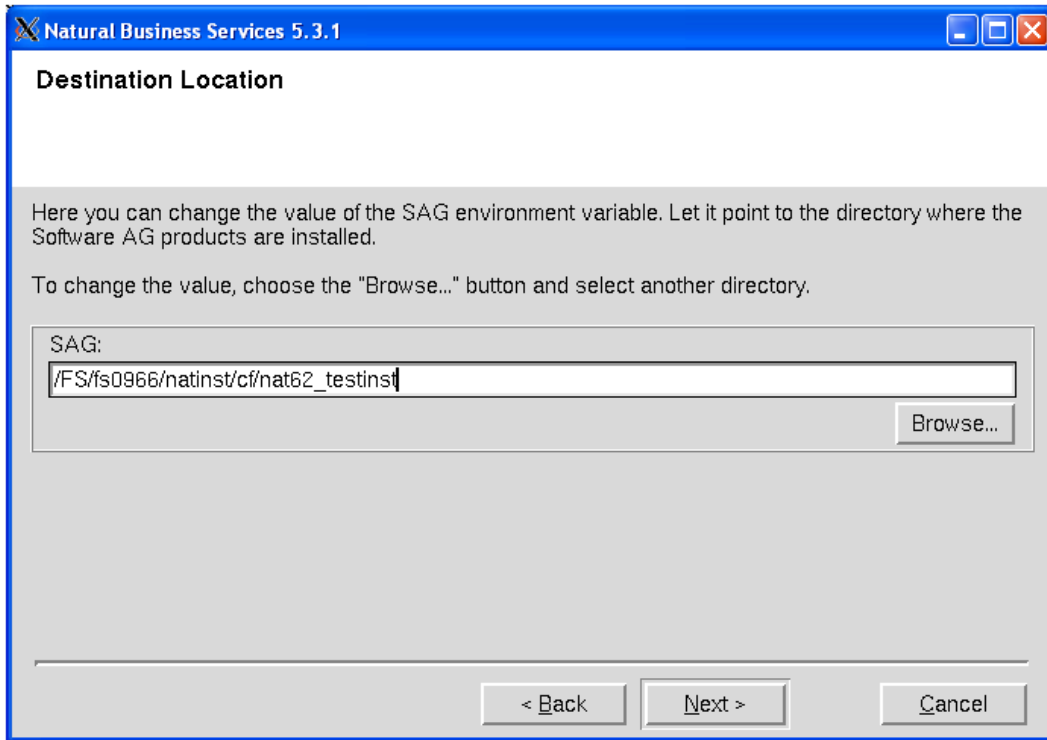 Natural Business Services 5.3.1
Destination Location
Here you can change the value of the SAG environment variable. Let it point to the directory where the
Software AG products are installed.
To change the value, choose the "Browse..." button and select another directory.
SAG:
/FS/fs0966/natinst/cf/nat62_testinst
Browse...
< Back
Next >
Cancel